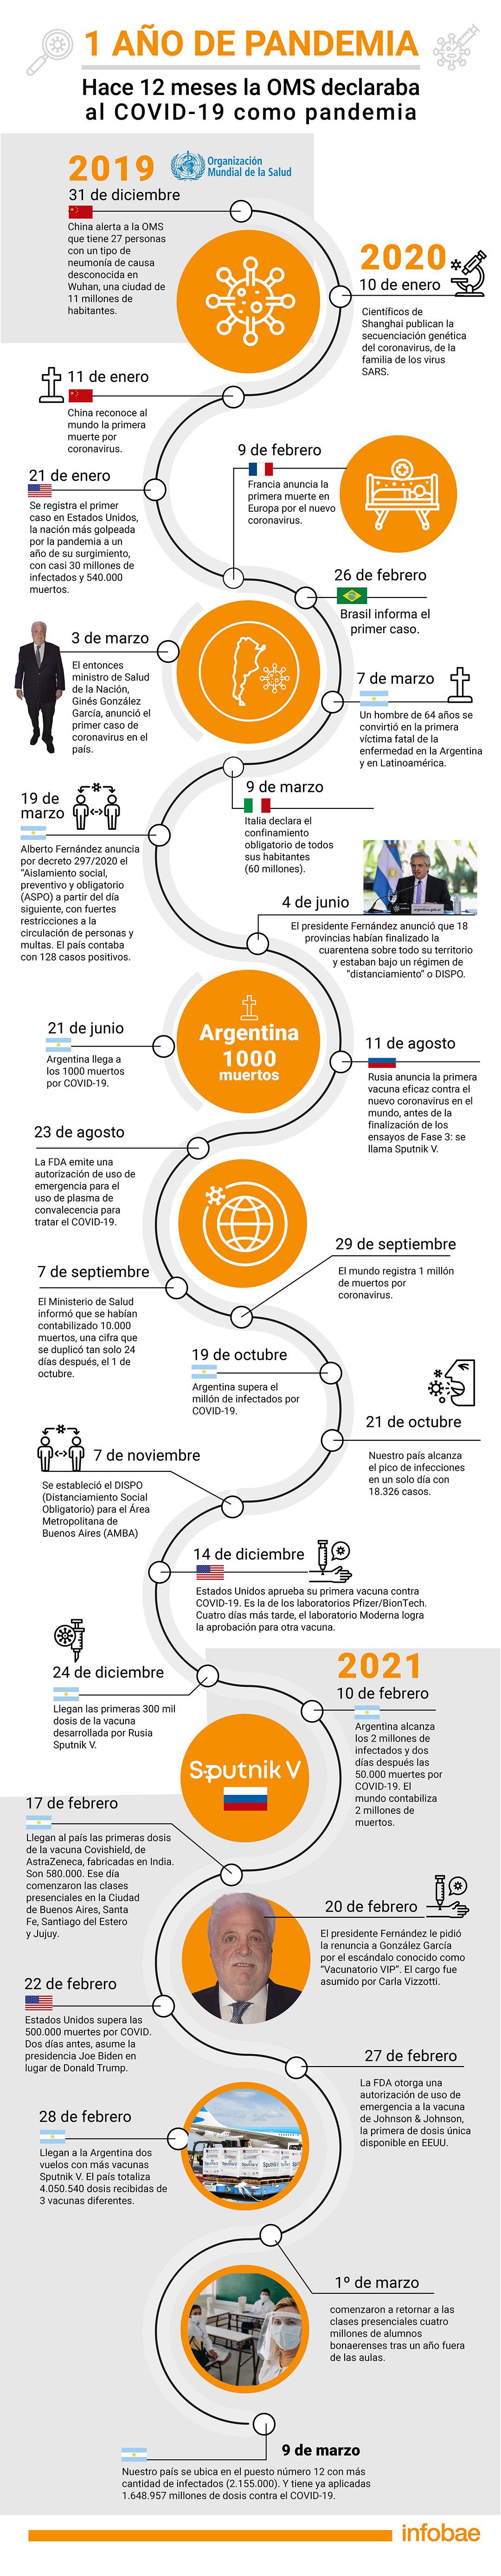 1 AÑO DE PANDEMIA
Hace 12 meses la OMS declaraba
al COVID-19 como pandemia
2019
Organización
Mundial de la Salud
31 de diciembre
China alerta a la OMS
que tiene 27 personas
con un tipo de
neumonía de causa
desconocida en
Wuhan, una ciudad de
11 millones de
habitantes.
2020
10 de enero
Científicos de
Shanghai publican la
secuenciación genética
del coronavirus, de la
familia de los virus
SARS.
11 de enero
China reconoce al
mundo la primera
muerte por
coronavirus.
9 de febrero
Francia anuncia la
primera muerte en
Europa por el nuevo
coronavirus.
21 de enero
Se registra el primer
caso en Estados Unidos,
la nación más golpeada
por la pandemia a un
año de su surgimiento,
con casi 30 millones de
infectados y 540.000
muertos.
26 de febrero
Brasil informa el
primer caso.
3 de marzo
El entonces
ministro de Salud
de la Nación,
Ginés González
García, anunció el
primer caso de
coronavirus en el
país.
7 de marzo
Un hombre de 64 años se
convirtió en la primera
víctima fatal de la
enfermedad en la Argentina
y en Latinoamérica.
9 de marzo
Italia declara el
confinamiento
obligatorio de todos
sus habitantes
(60 millones).
19 de
marzo
Alberto Fernández anuncia
por decreto 297/2020 el
"Aislamiento social,
preventivo y obligatorio
(ASPO) a partir del día
siguiente, con fuertes
restricciones a la
circulación de personas y
multas. El país contaba
con 128 casos positivos.
4 de junio
El presidente Fernández anunció que 18
provincias habían finalizado la
cuarentena sobre todo su territorio
y estaban bajo un régimen de
"distanciamiento" o DISPO.
21 de junio
Argentina llega a
los 1000 muertos
por COVID-19.
Argentina
1000
muertos
11 de agosto
Rusia anuncia la primera
vacuna eficaz contra el
nuevo coronavirus en el
mundo, antes de la
finalización de los
ensayos de Fase 3: se
llama Sputnik V.
23 de agosto
La FDA emite una
autorización de uso de
emergencia para el
uso de plasma de
convalecencia para
tratar el COVID-19.
29 de septiembre
El mundo registra 1 millón
de muertos por
coronavirus.
7 de septiembre
El Ministerio de Salud
informó que se habían
contabilizado 10.000
muertos, una cifra que
se duplicó tan solo 24
días después, el 1 de
octubre.
19 de octubre
Argentina supera el
millón de infectados por
COVID-19.
21 de octubre
Nuestro país alcanza
el pico de infecciones
en un solo día con
18.326 casos.
7 de noviembre
Se estableció el DISPO
(Distanciamiento Social
Obligatorio) para el Área
Metropolitana de
Buenos Aires (AMBA)
14 de diciembre
Estados Unidos aprueba su primera vacuna contra
COVID-19. Es la de los laboratorios Pfizer/BionTech.
Cuatro días más tarde, el laboratorio Moderna logra
la aprobación para otra vacuna.
24 de diciembre
Llegan las primeras 300 mil
dosis de la vacuna
desarrollada por Rusia
Sputnik V.
2021
10 de febrero
Argentina alcanza
los 2 millones de
infectados y dos
días después las
50.000 muertes por
COVID-19. El
mundo contabiliza
2 millones de
muertos.
Sputnik V
17 de febrero
Llegan al país las primeras dosis
de la vacuna Covishield, de
AstraZeneca, fabricadas en India.
Son 580.000. Ese día
comenzaron las clases
presenciales en la Ciudad
de Buenos Aires, Santa
Fe, Santiago del Estero
y Jujuy.
20 de febrero
El presidente Fernández le pidió
la renuncia a González García
por el escándalo conocido como
"Vacunatorio VIP". El cargo fue
asumido por Carla Vizzotti.
22 de febrero
Estados Unidos supera las
500.000 muertes por COVID.
Dos días antes, asume la
presidencia Joe Biden en
lugar de Donald Trump.
27 de febrero
La FDA otorga una
autorización de uso de
emergencia a la vacuna
de Johnson & Johnson,
la primera de dosis única
disponible en EEUU.
28 de febrero
Llegan a la Argentina dos
vuelos con más vacunas
Sputnik V. El país totaliza
4.050.540 dosis recibidas de
3 vacunas diferentes.
1º de marzo
comenzaron a retornar a las
clases presenciales cuatro
millones de alumnos
bonaerenses tras un año fuera
de las aulas.
9 de marzo
Nuestro país se ubica en el puesto número 12 con más
cantidad de infectados (2.155.000). Y tiene ya aplicadas
1.648.957 millones de dosis contra el COVID-19.
infobae